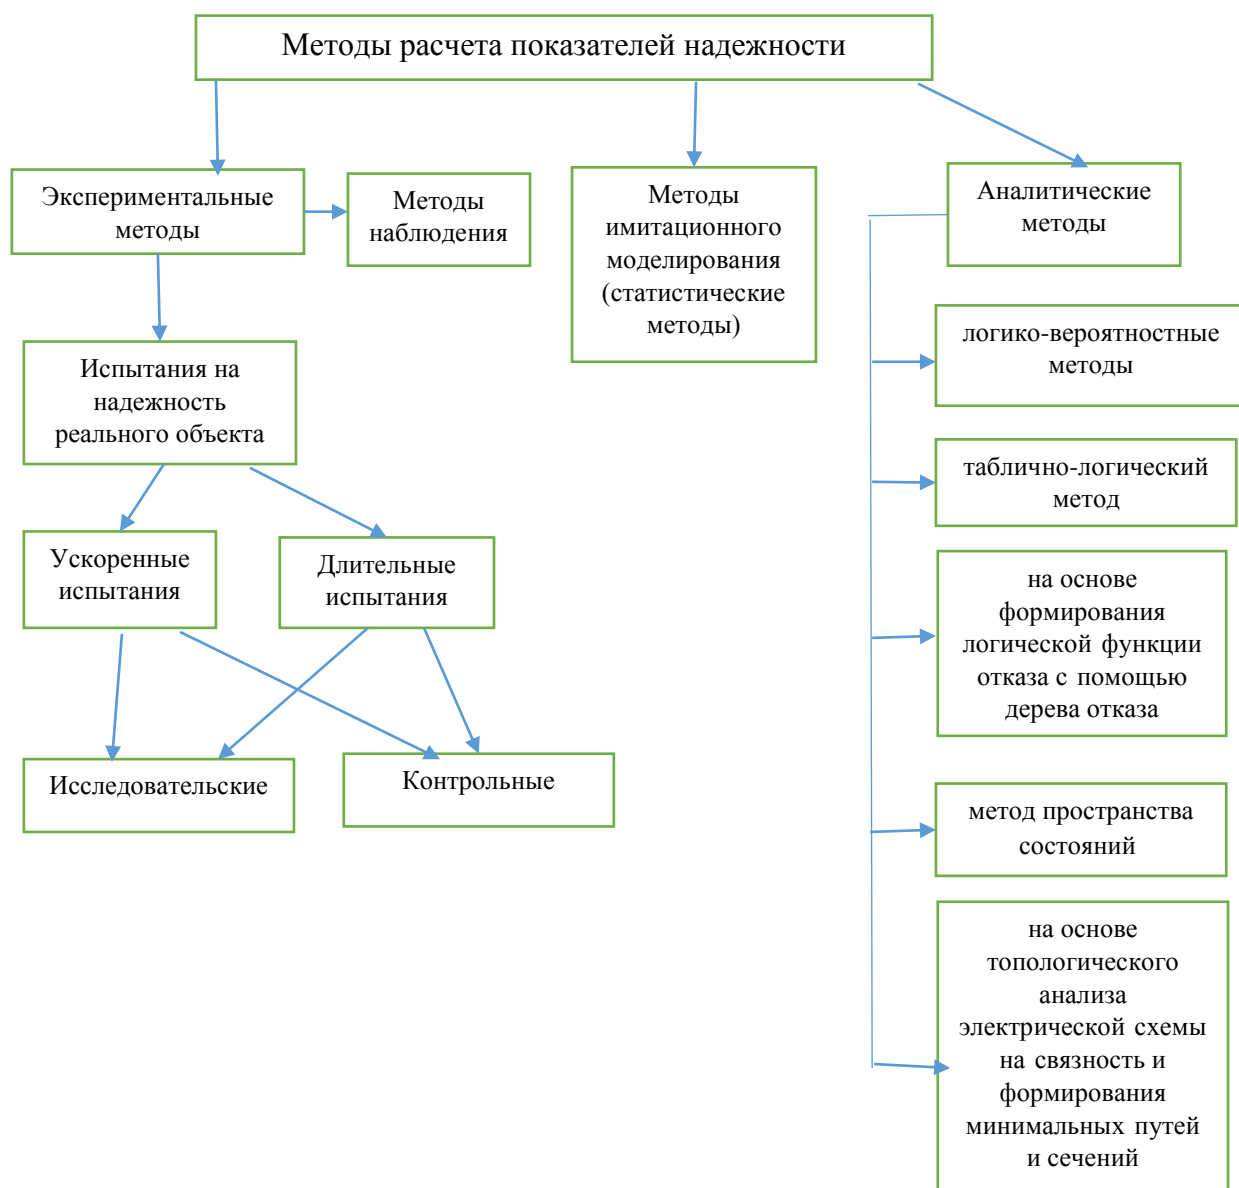 Методы расчета показателей надежности
Экспериментальные
методы
Методы
наблюдения
Методы
имитационного
моделирования
(статистические
методы)
Аналитические
методы
логико-вероятностные
методы
Испытания на
надежность
реального объекта
таблично-логический
метод
Ускоренные
испытания
Длительные
испытания
на основе
формирования
логической функции
отказа с помощью
дерева отказа
Исследовательские
Контрольные
метод пространства
состояний
на основе
топологического
анализа
электрической схемы
на связность и
формирования
минимальных путей
и сечений